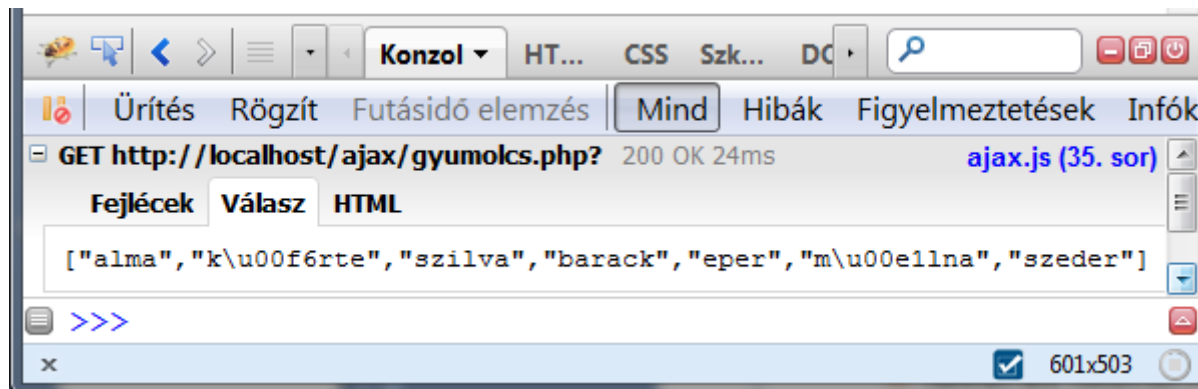 Konzol HT... CSS Szk... DC
Ürítés Rögzít Futásidő elemzés Mind Hibák Figyelmeztetések Infók
GET http://localhost/ajax/gyumolcs.php? 200 OK 24ms ajax.js (35. sor)
Fejlécek Válasz HTML
["alma","k\u00f6rte","szilva","barack","eper","m\u00e1lna","szeder"]
>>>
x 601x503